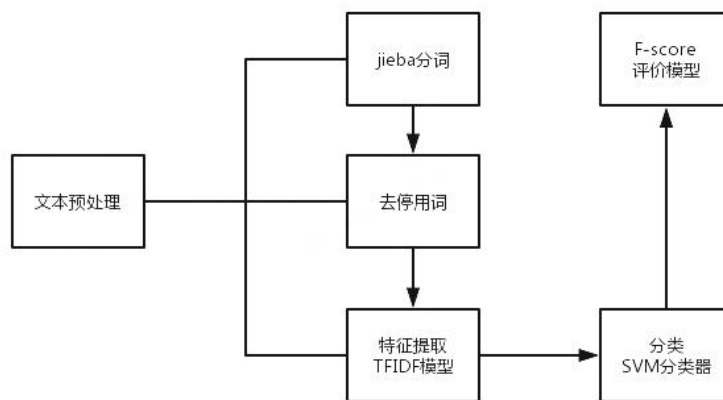 jieba分词
F-score
评价模型
文本预处理
去停用词
特征提取
TFIDF模型
分类
SVM分类器